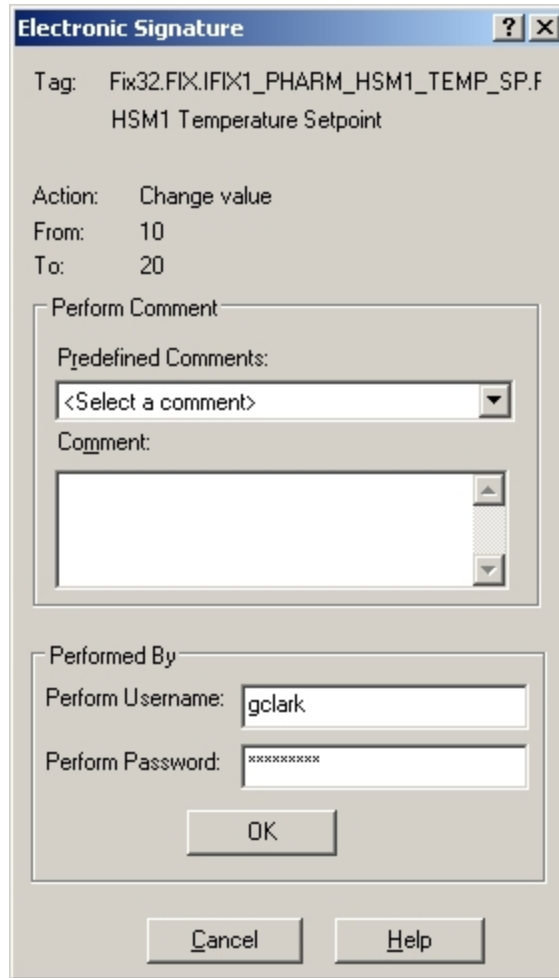 Electronic Signature
Tag: Fix32.FIX.IFIX1_PHARM_HSM1_TEMP_SP.F
HSM1 Temperature Setpoint
Action: Change value
From: 10
To: 20
Perform Comment
Predefined Comments:
<Select a comment>
Comment:
Performed By
Perform Username: gclark
Perform Password: *********
OK
Cancel Help